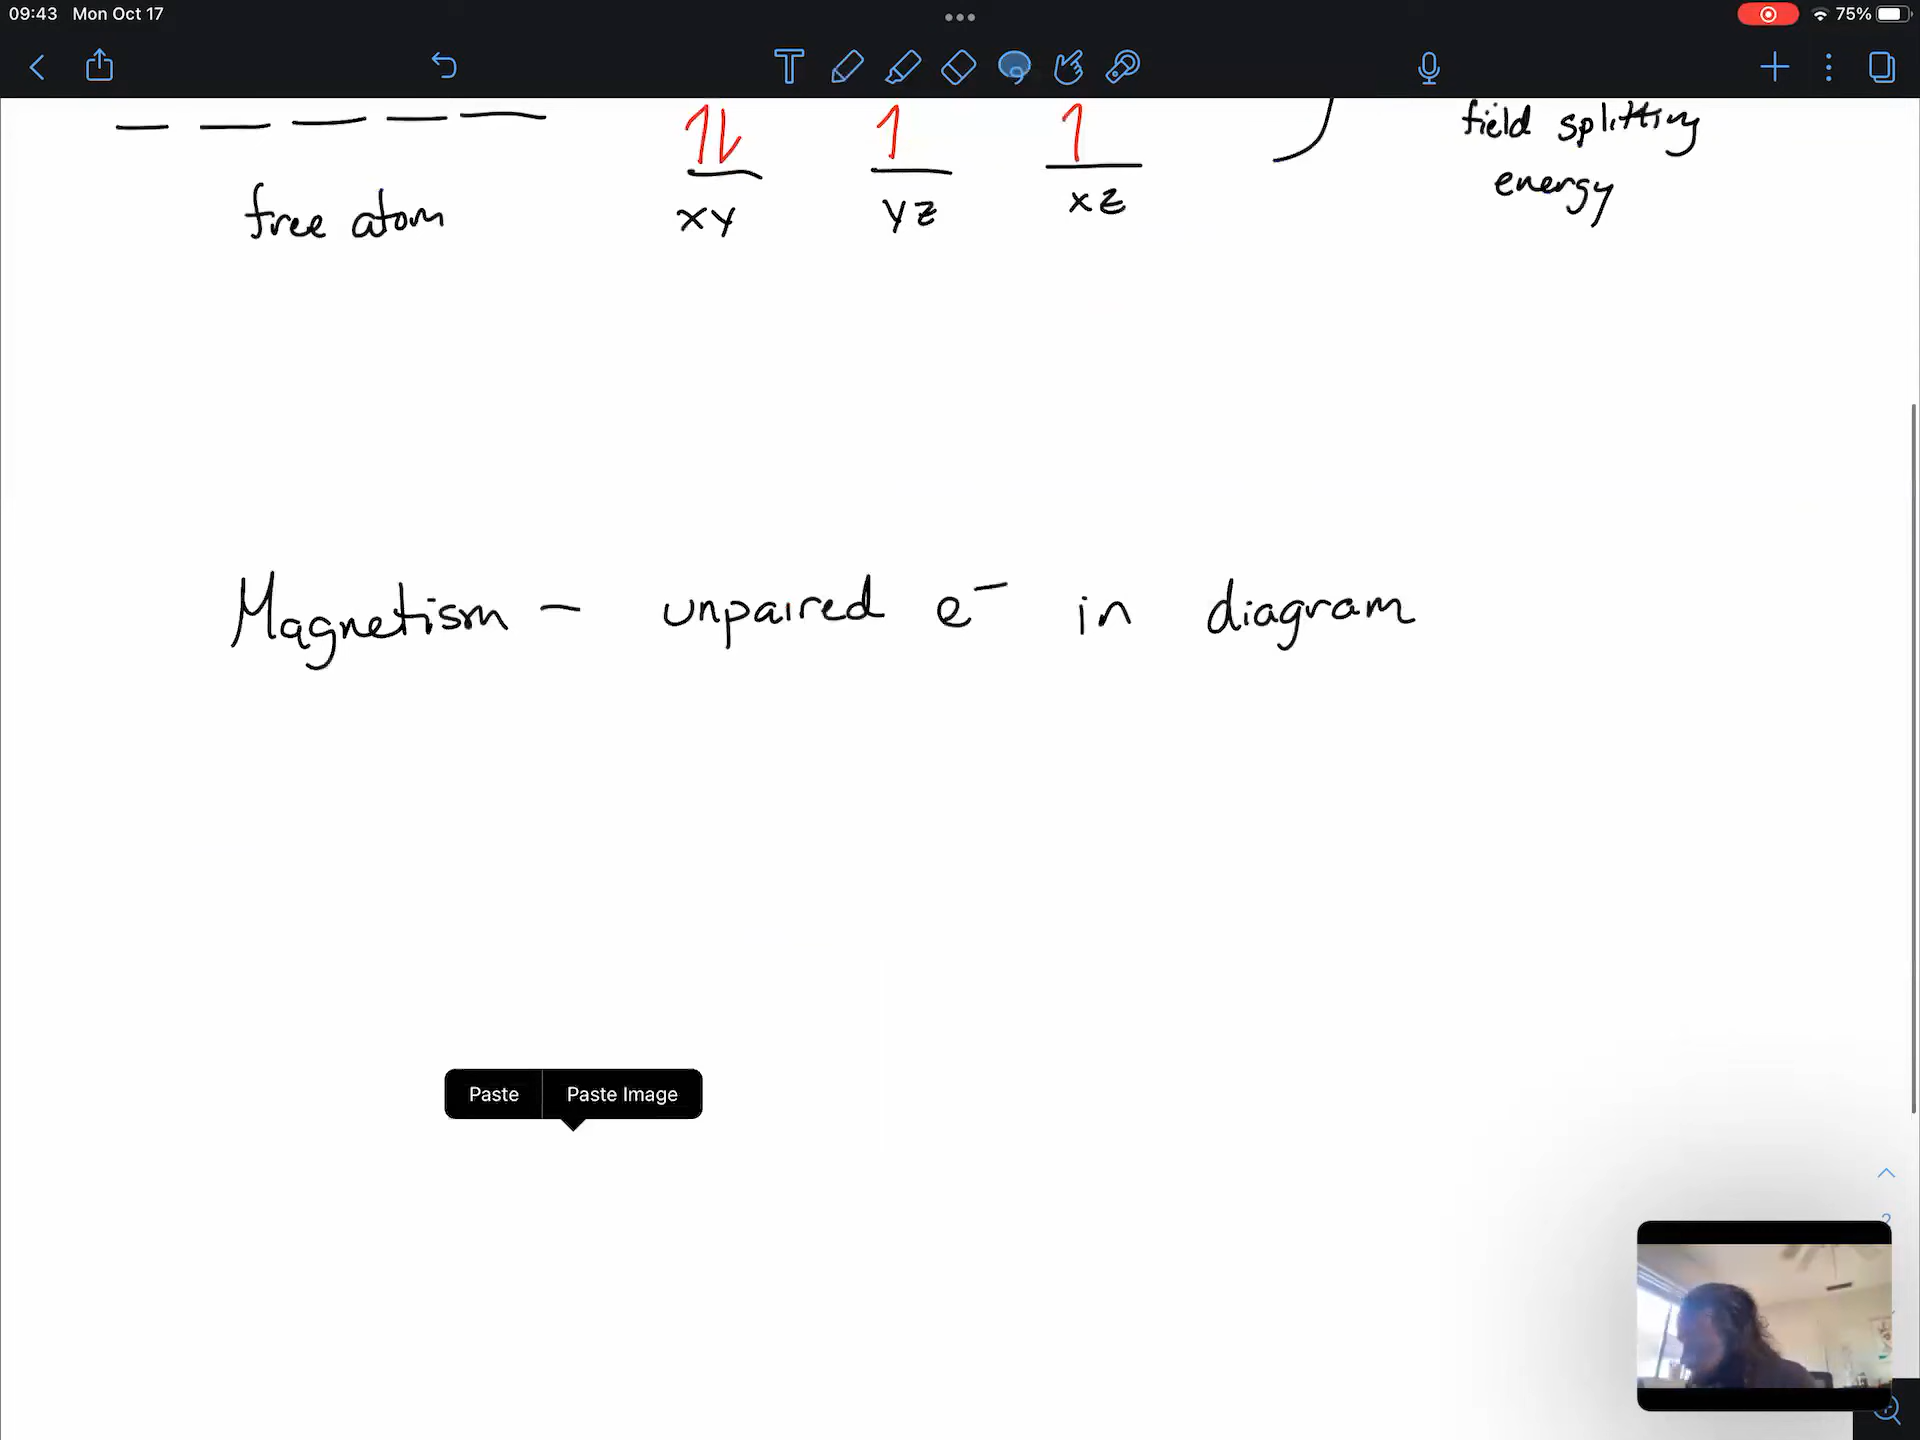 09:43 Mon Oct 17
75%
field splitting
energy
xy yz xz
free atom
Magnetism – unpaired e⁻ in diagram
Paste Paste Image
2